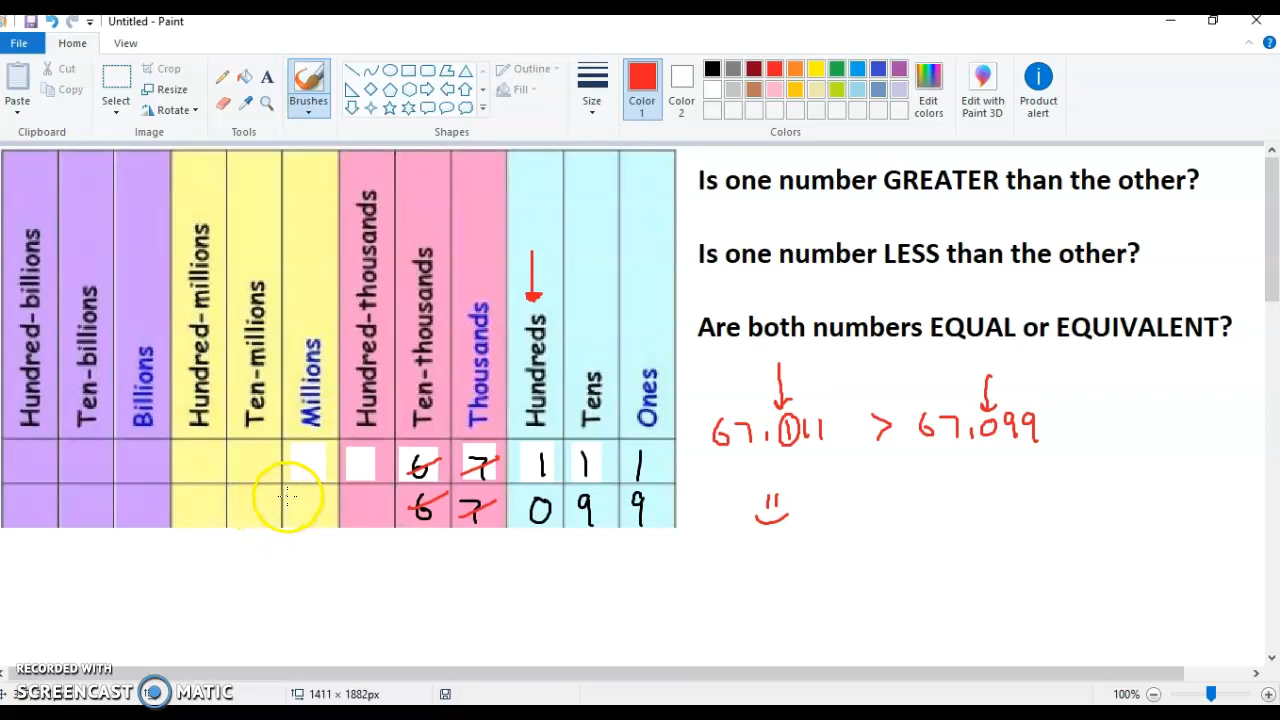 Untitled - Paint
File Home View
Paste
Cut
Copy
Clipboard
Select
Crop
Resize
Rotate
Image
A
Tools
Brushes
Outline
Fill
Shapes
Size
Color 1
Color 2
Edit colors
Colors
Edit with Paint 3D
Product alert
Hundred-billions
Ten-billions
Billions
Hundred-millions
Ten-millions
Millions
Hundred-thousands
Ten-thousands
Thousands
Hundreds
Tens
Ones
6 7 1 1 1
6 7 0 9 9
Is one number GREATER than the other?
Is one number LESS than the other?
Are both numbers EQUAL or EQUIVALENT?
67,111 > 67,099
RECORDED WITH
SCREENCAST MATIC
1411 × 1882px
100%